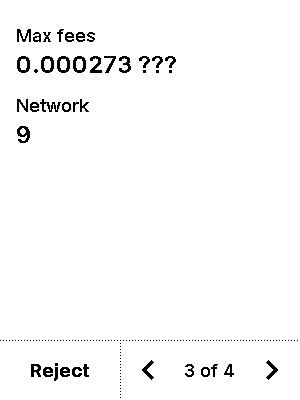 Max fees
0.000273 ???
Network
9
Reject
3 of 4